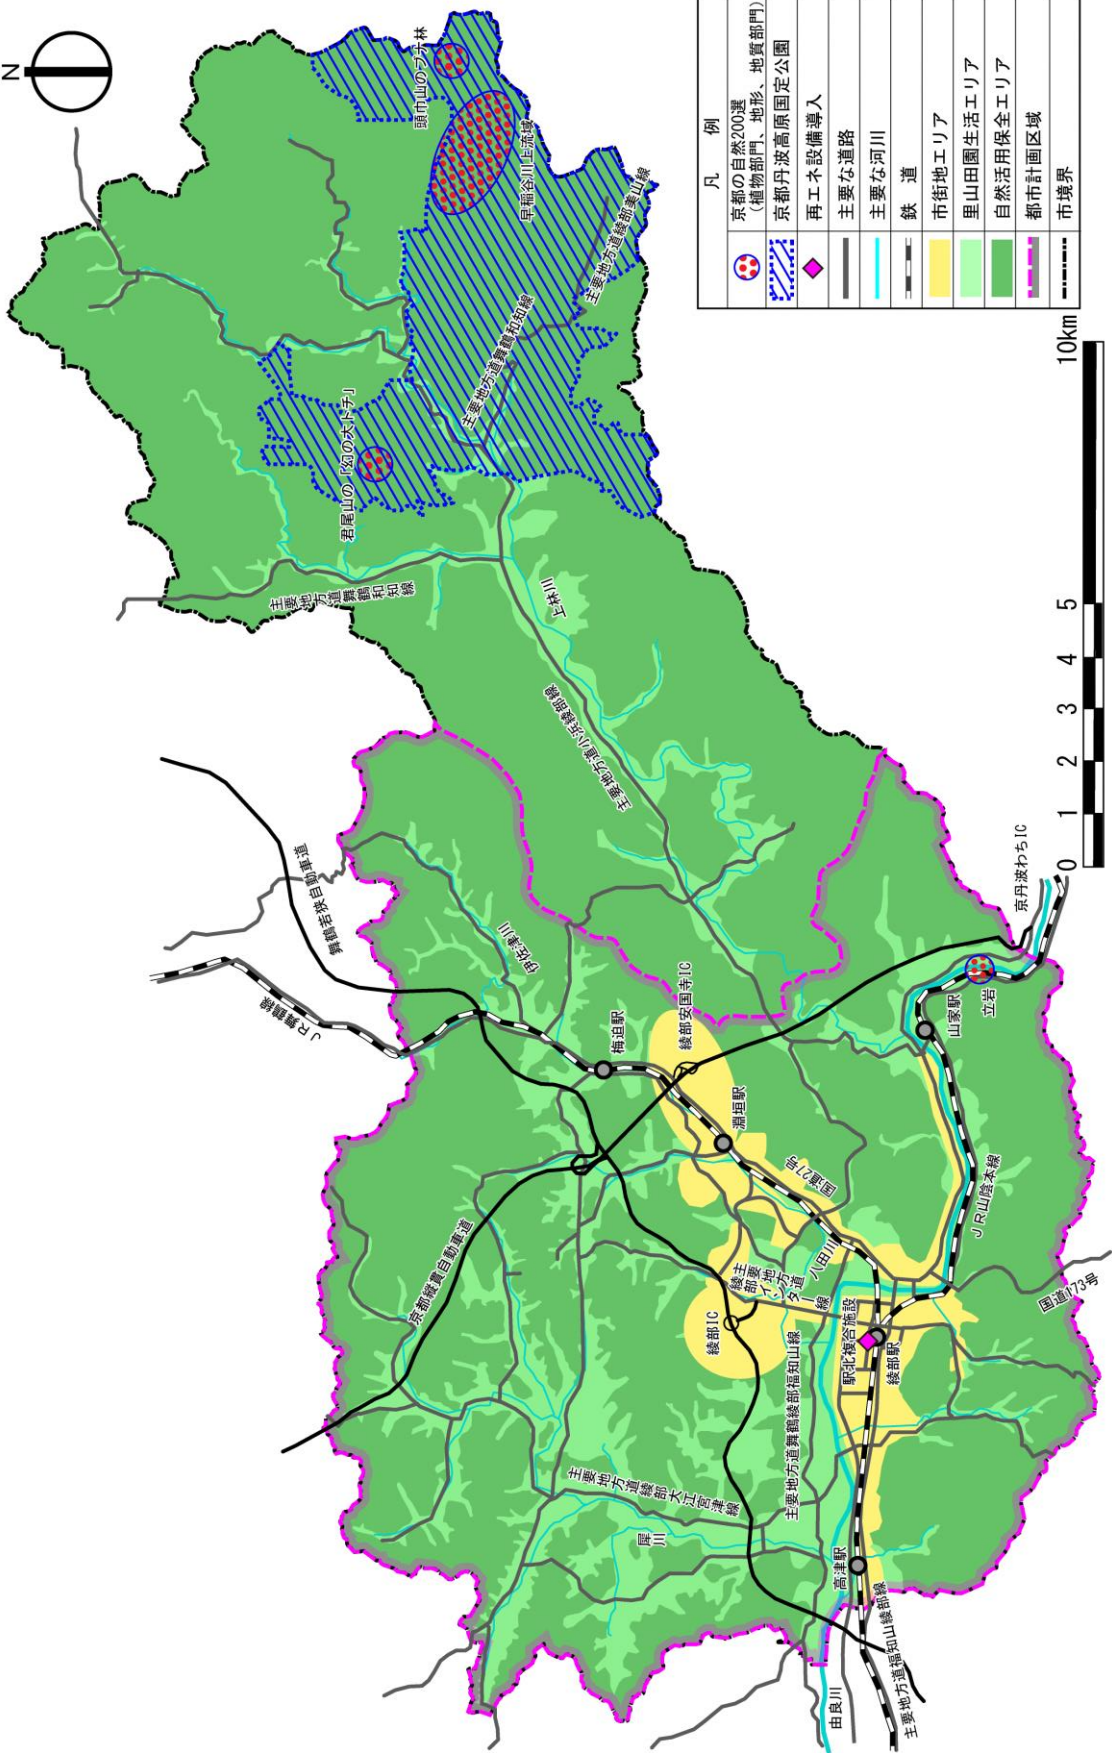 N
頭巾山のブナ林
早稲谷川上流域
主要地方道綾部美山線
主要地方道舞鶴和知線
君尾山の「幻の大トチ」
主要地方道舞鶴和知線
上林川
主要地方道小浜綾部線
舞鶴若狭自動車道
JR舞鶴線
伊佐津川
梅迫駅
綾部安国寺IC
淵垣駅
国道27号
京都縦貫自動車道
綾部IC
主要地方道
綾部インター線
八田川
駅北複合施設
綾部駅
主要地方道舞鶴綾部福知山線
主要地方道綾部大江宮津線
犀川
高津駅
由良川
主要地方道福知山綾部線
国道173号
JR山陰本線
山家駅
立岩
京丹波わちIC
0 1 2 3 4 5 10km
凡 例
京都の自然200選
(植物部門、地形、地質部門)
京都丹波高原国定公園
再エネ設備導入
主要な道路
主要な河川
鉄 道
市街地エリア
里山田園生活エリア
自然活用保全エリア
都市計画区域
市境界